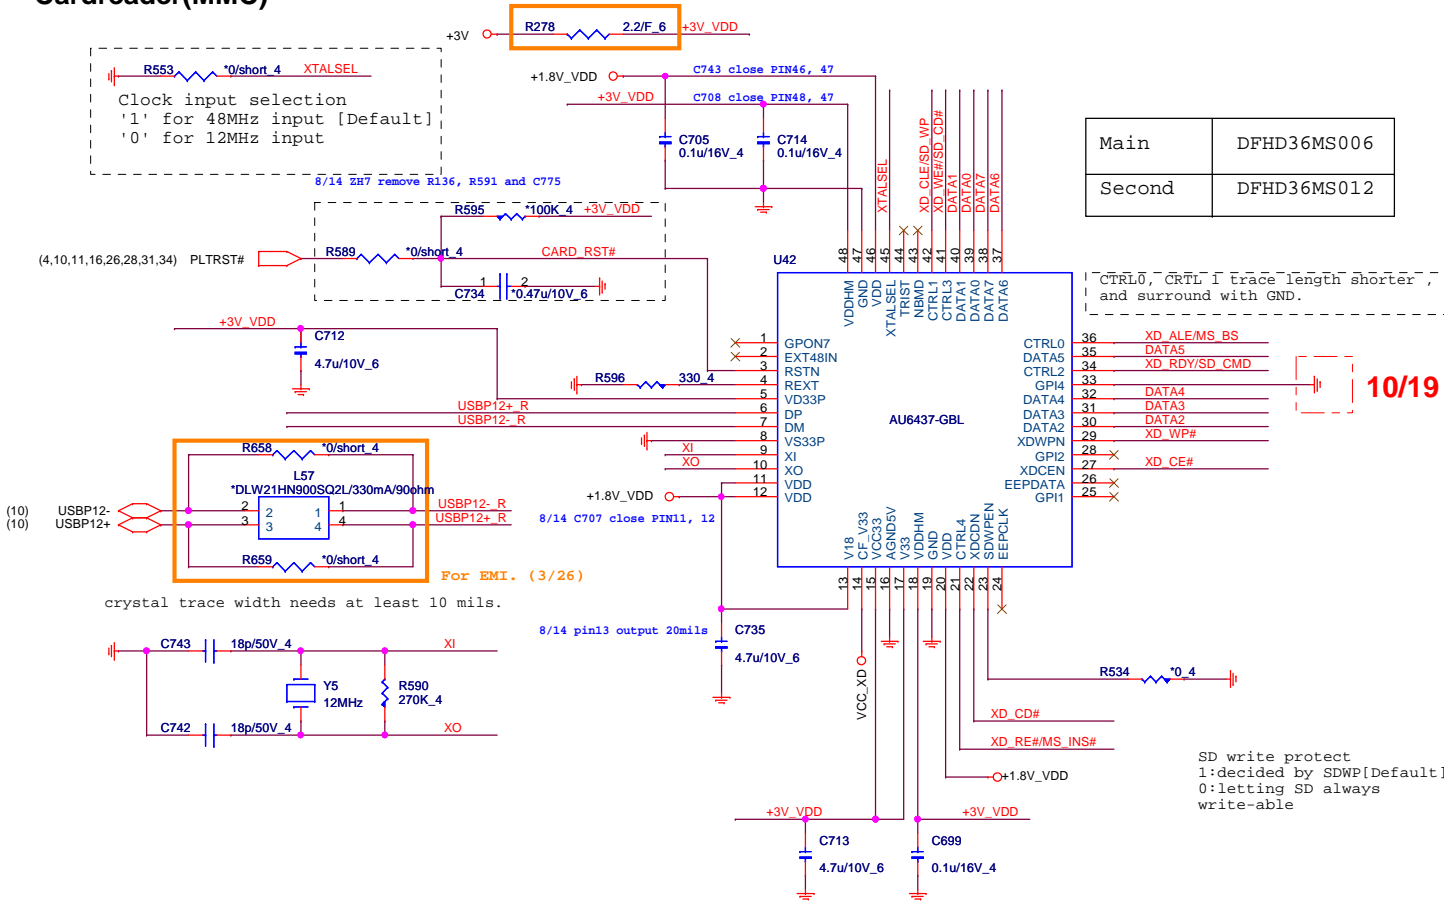 Cardreader(MMC)
+3V
R278
2.2/F_6
+3V_VDD
R553
*0/short_4
XTALSEL
Clock input selection
'1' for 48MHz input [Default]
'0' for 12MHz input
+1.8V_VDD
C743 close PIN46, 47
+3V_VDD
C708 close PIN48, 47
C705
0.1u/16V_4
C714
0.1u/16V_4
XTALSEL
XD_CLE/SD_WP
XD_WE#/SD_CD#
DATA1
DATA0
DATA7
DATA6
Main DFHD36MS006
Second DFHD36MS012
8/14 ZH7 remove R136, R591 and C775
R595
*100K_4
+3V_VDD
(4,10,11,16,26,28,31,34) PLTRST#
R589
*0/short_4
CARD_RST#
C734
1
2
*0.47u/10V_6
U42
48
47
46
45
44
43
42
41
40
39
38
37
VDDHM
GND
VDD
XTALSEL
TRIST
NBMD
CTRL1
CTRL3
DATA1
DATA0
DATA7
DATA6
CTRL0, CRTL 1 trace length shorter ,
and surround with GND.
+3V_VDD
C712
4.7u/10V_6
R596
330_4
USBP12+_R
USBP12-_R
XI
XO
1 GPON7
2 EXT48IN
3 RSTN
4 REXT
5 VD33P
6 DP
7 DM
8 VS33P
9 XI
10 XO
11 VDD
12 VDD
AU6437-GBL
CTRL0 36 XD_ALE/MS_BS
DATA5 35 DATA5
CTRL2 34 XD_RDY/SD_CMD
GPI4 33
DATA4 32 DATA4
DATA3 31 DATA3
DATA2 30 DATA2
XDWPN 29 XD_WP#
GPI2 28
XDCEN 27 XD_CE#
EEPDATA 26
GPI1 25
10/19
R658
*0/short_4
L57
*DLW21HN900SQ2L/330mA/90ohm
(10) USBP12-
2 2 1 1
USBP12-_R
(10) USBP12+
3 3 4 4
USBP12+_R
R659
*0/short_4
For EMI. (3/26)
+1.8V_VDD
8/14 C707 close PIN11, 12
V18
CF_V33
VCC33
AGND5V
V33
VDDHM
GND
VDD
CTRL4
XDCDN
SDWPEN
EEPCLK
13
14
15
16
17
18
19
20
21
22
23
24
crystal trace width needs at least 10 mils.
8/14 pin13 output 20mils
C735
4.7u/10V_6
C743
18p/50V_4
XI
Y5
12MHz
R590
270K_4
C742
18p/50V_4
XO
VCC_XD
R534
*0_4
XD_CD#
XD_RE#/MS_INS#
+1.8V_VDD
SD write protect
1:decided by SDWP[Default]
0:letting SD always
write-able
+3V_VDD
C713
4.7u/10V_6
+3V_VDD
C699
0.1u/16V_4